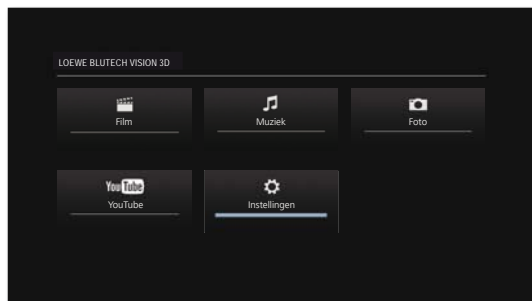 LOEWE BLUTECH VISION 3D
Film
Muziek
Foto
YouTube
YouTube
Instellingen